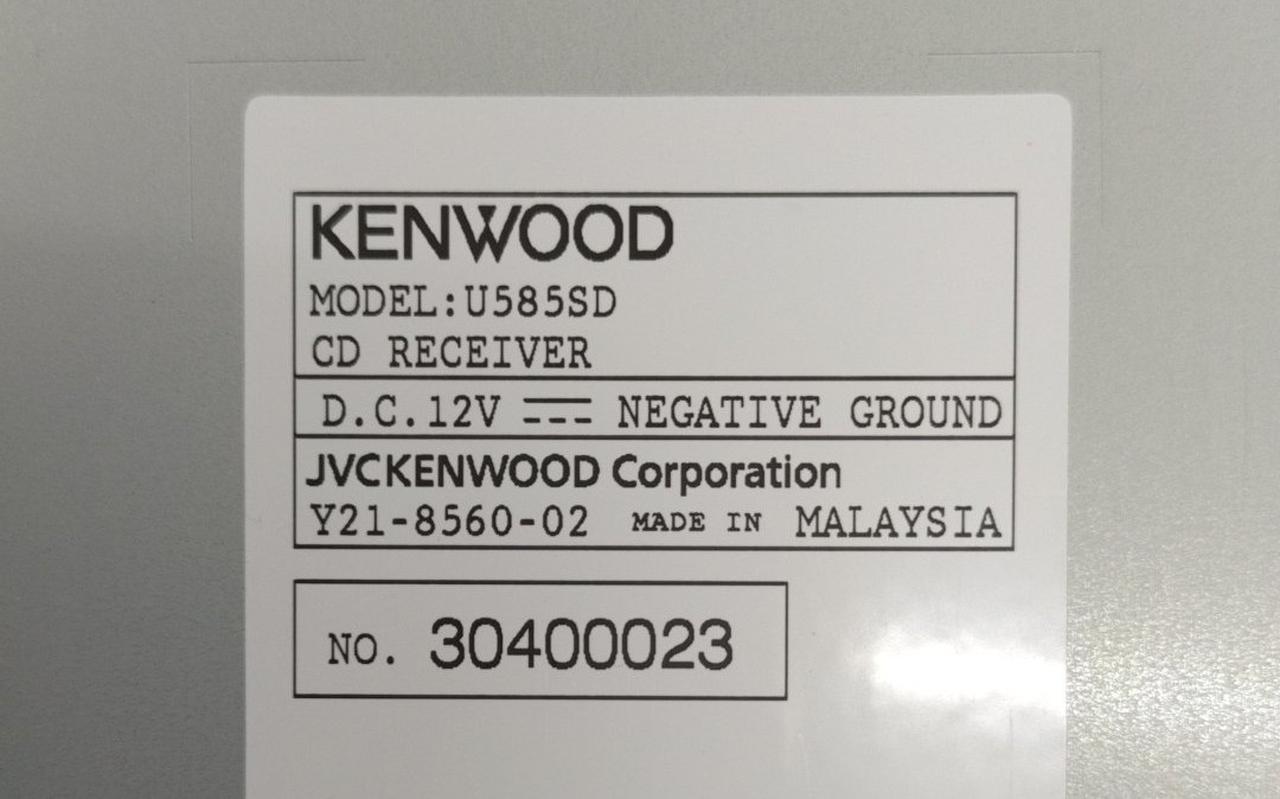 KENWOOD
MODEL:U585SD
CD RECEIVER
D.C.12V ⎓ NEGATIVE GROUND
JVCKENWOOD Corporation
Y21-8560-02 MADE IN MALAYSIA
NO. 30400023